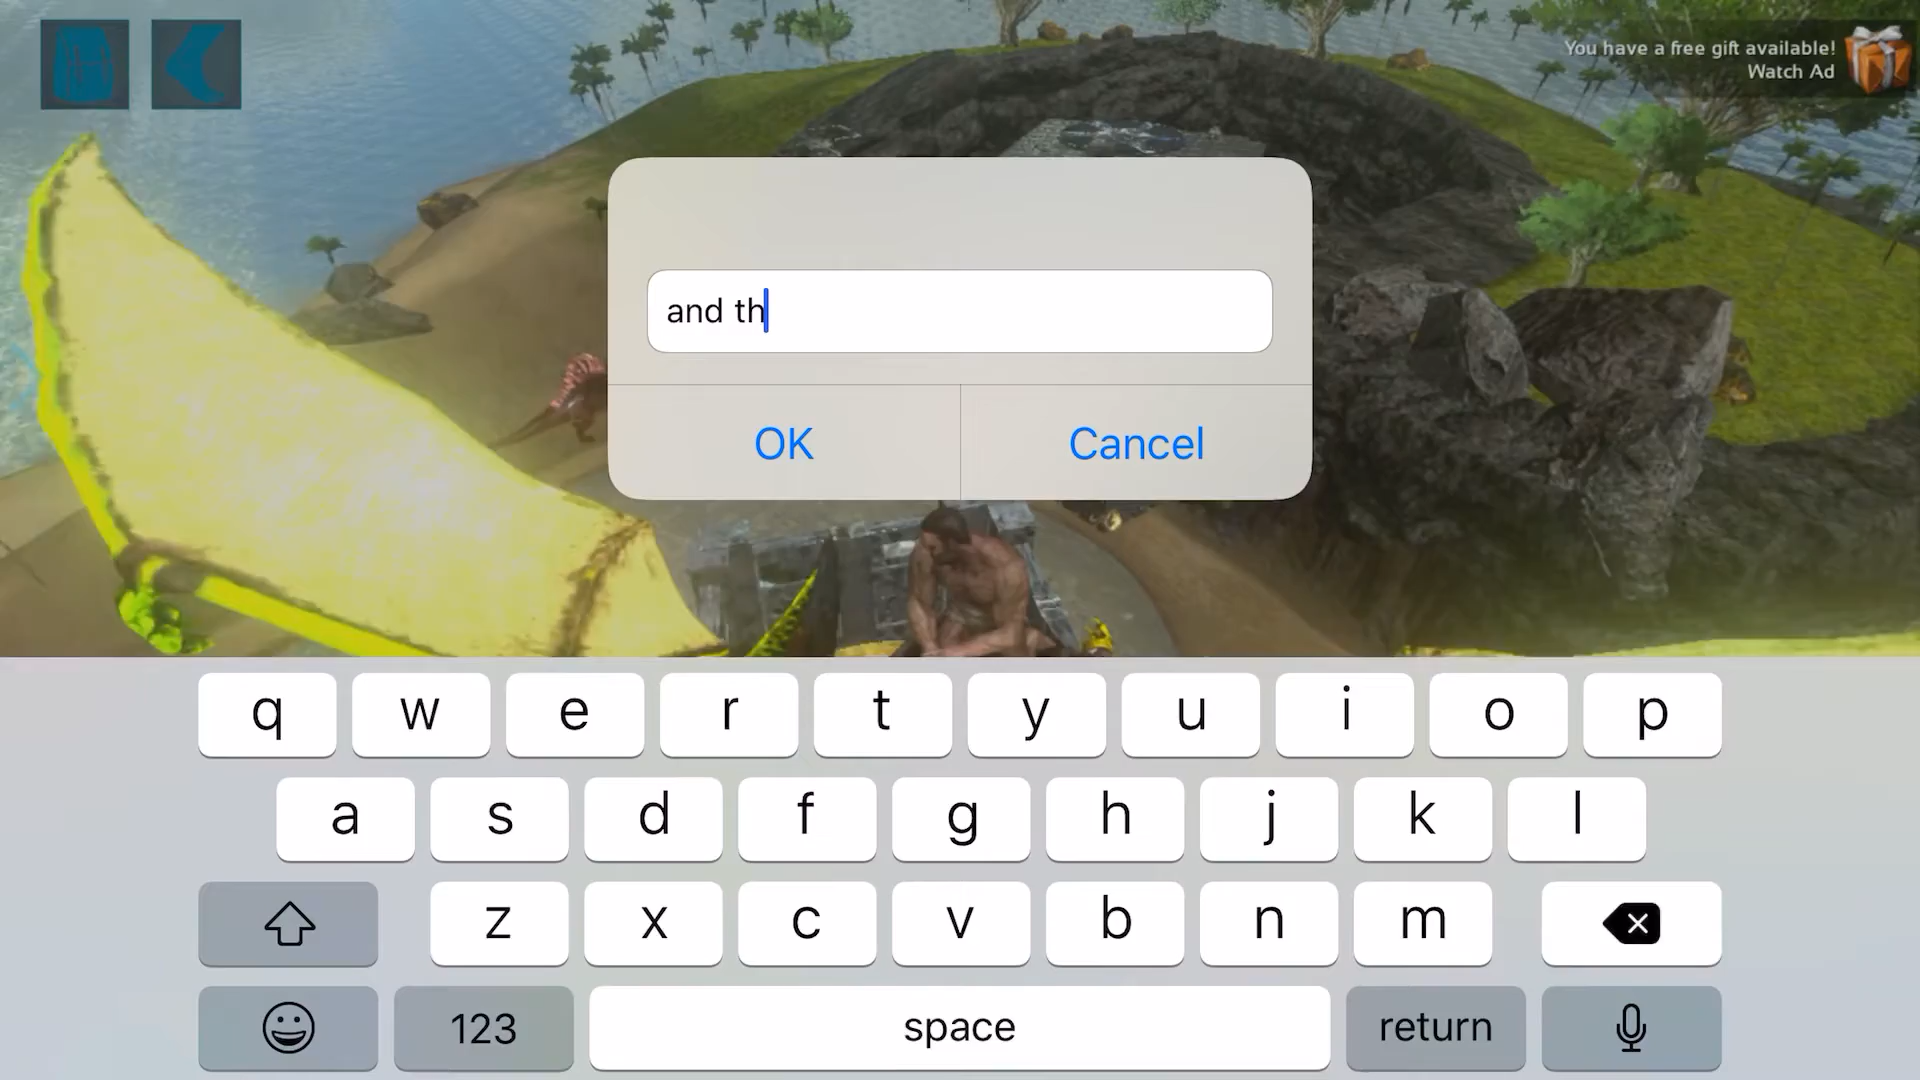 You have a free gift available!
Watch Ad
and th
OK Cancel
q w e r t y u i o p
a s d f g h j k l
z x c v b n m
123 space return